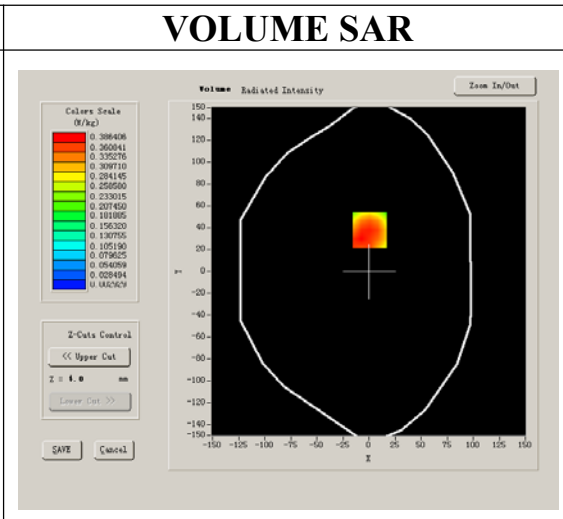 VOLUME SAR
Volume Radiated Intensity
Zoom In/Out
Colors Scale
(W/kg)
0.386406
0.360841
0.335276
0.309710
0.284145
0.258580
0.233015
0.207450
0.181885
0.156320
0.130755
0.105190
0.079625
0.054059
0.028494
Z-Cuts Control
<< Upper Cut
Z = 4.0 mm
Lower Cut >>
SAVE
Cancel
150
140
120
100
80
60
40
20
0
-20
-40
-60
-80
-100
-120
-140
-150
Y
-150 -125 -100 -75 -50 -25 0 25 50 75 100 125 150
X